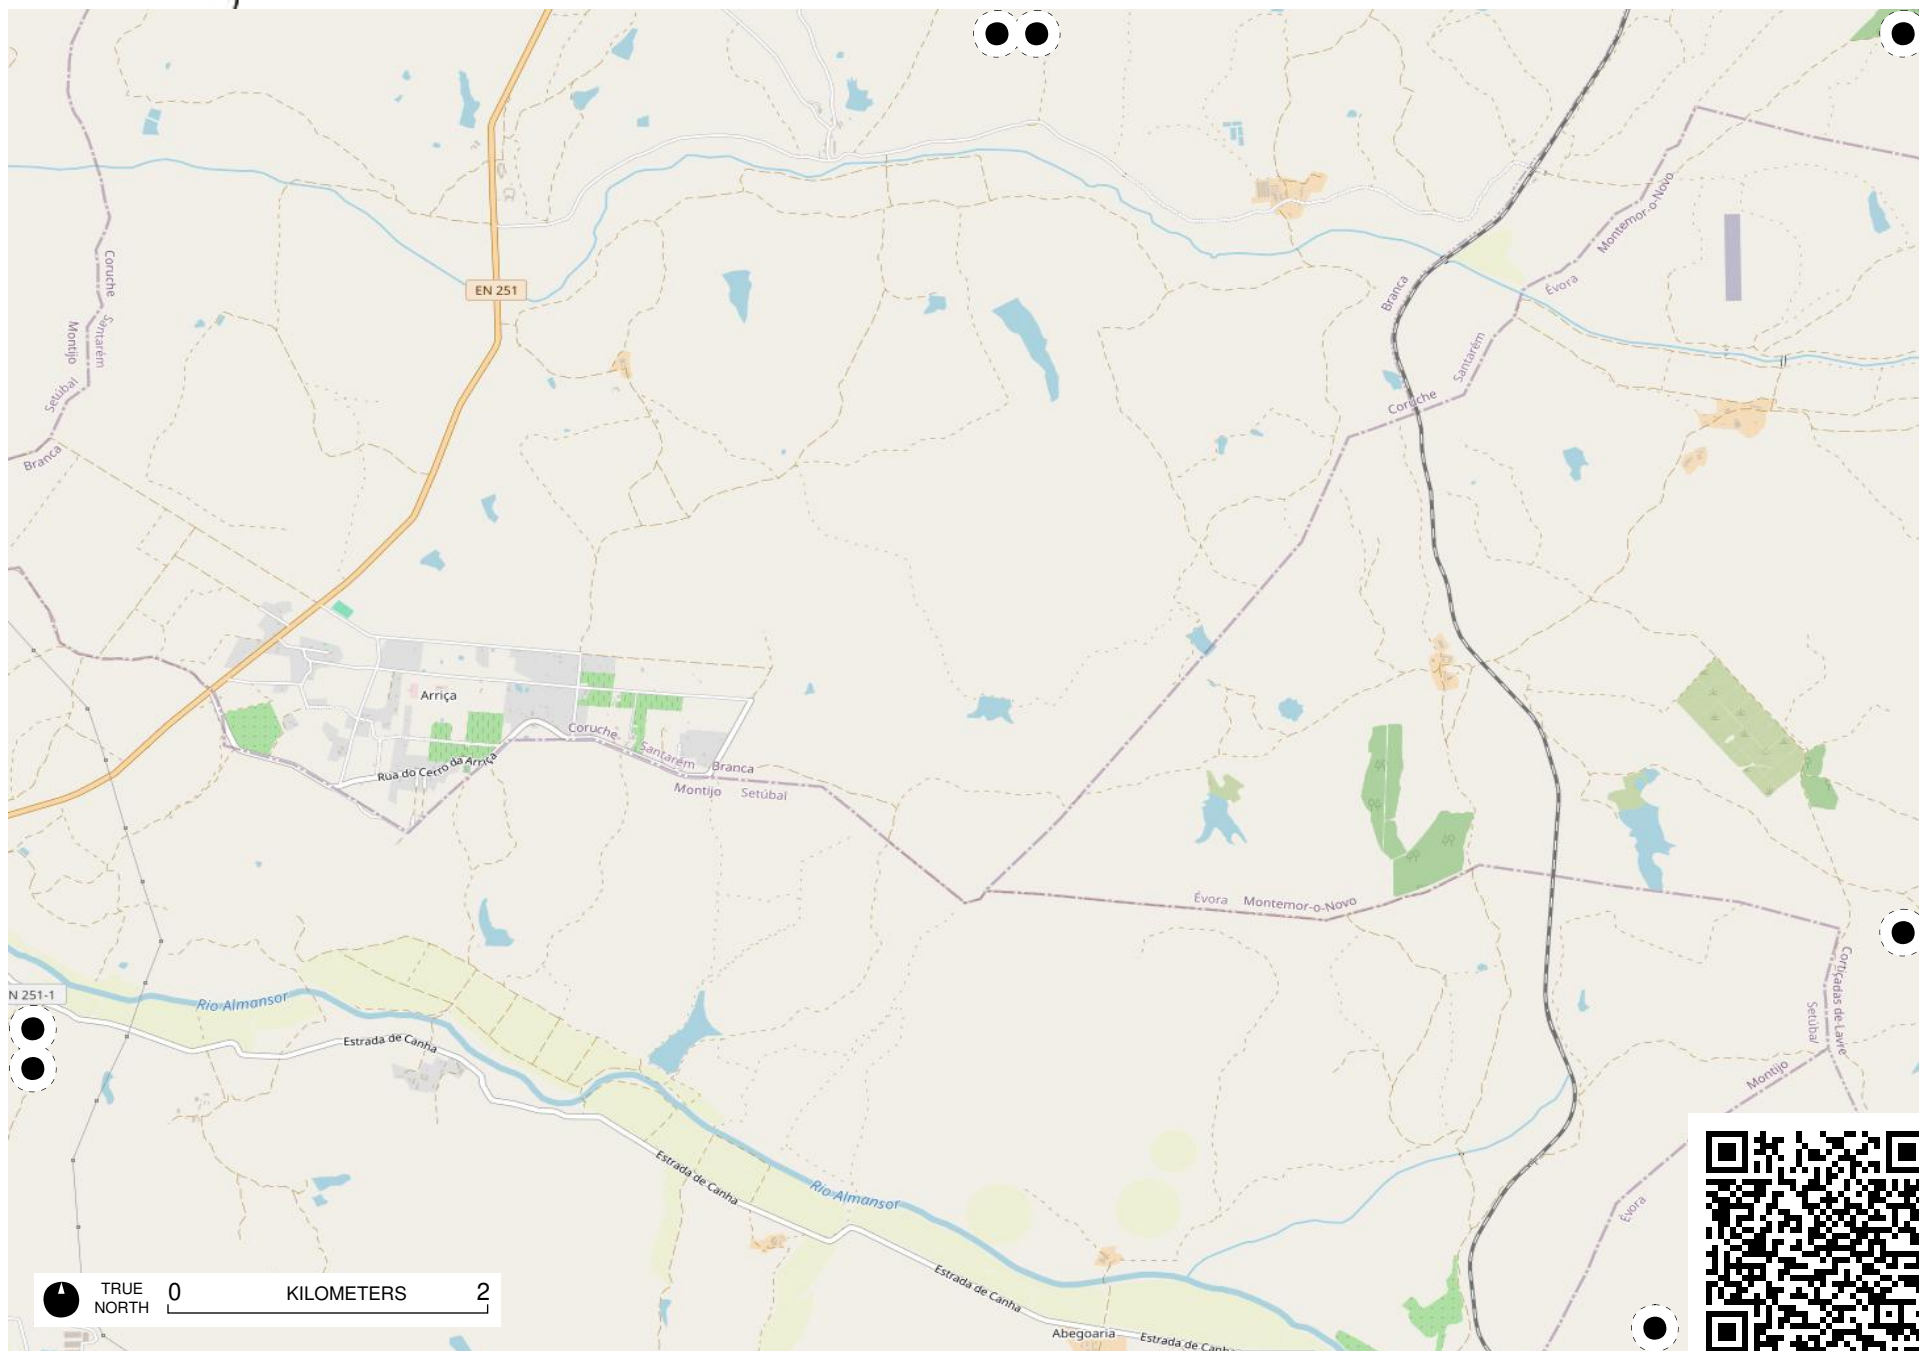 EN 251
Coruche
Santarém
Montijo
Setúbal
Branca
Montemor-o-Novo
Évora
Branca
Santarém
Coruche
Arriça
Rua do Cerro da Arriça
Coruche
Santarém
Branca
Montijo
Setúbal
Évora
Montemor-o-Novo
Cortiçadas de Lavre
Setúbal
Montijo
Évora
N 251-1
Rio Almansor
Estrada de Canha
Estrada de Canha
Rio Almansor
Estrada de Canha
Abegoaria
Estrada de Canha
TRUE
NORTH
0
KILOMETERS
2